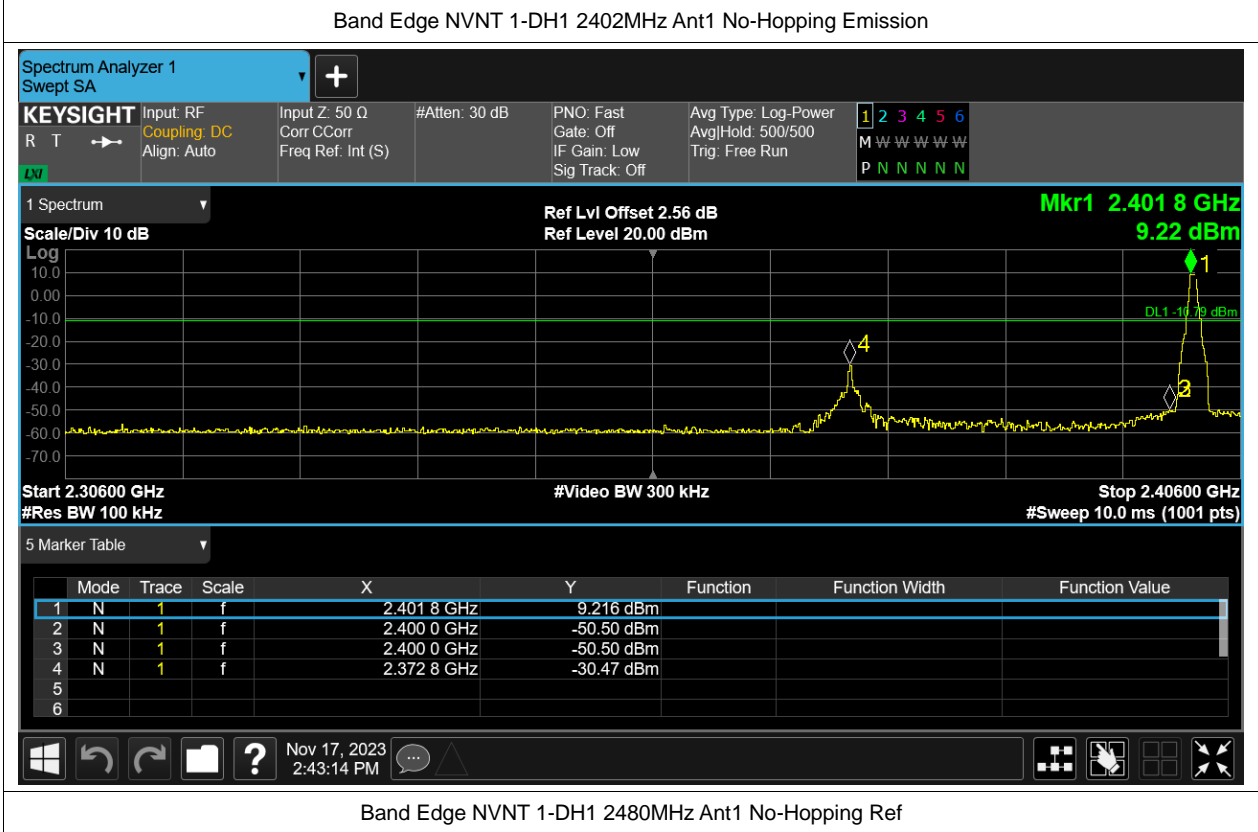 Band Edge NVNT 1-DH1 2402MHz Ant1 No-Hopping Emission
Spectrum Analyzer 1
Swept SA
KEYSIGHT
R T
LXI
Input: RF
Coupling: DC
Align: Auto
Input Z: 50 Ω
Corr CCorr
Freq Ref: Int (S)
#Atten: 30 dB
PNO: Fast
Gate: Off
IF Gain: Low
Sig Track: Off
Avg Type: Log-Power
Avg|Hold: 500/500
Trig: Free Run
1 2 3 4 5 6
M W W W W W
P N N N N N
1 Spectrum
Scale/Div 10 dB
Ref Lvl Offset 2.56 dB
Ref Level 20.00 dBm
Mkr1 2.401 8 GHz
9.22 dBm
Log
10.0
0.00
-10.0
-20.0
-30.0
-40.0
-50.0
-60.0
-70.0
1
DL1 -10.79 dBm
4
Start 2.30600 GHz
#Res BW 100 kHz
#Video BW 300 kHz
Stop 2.40600 GHz
#Sweep 10.0 ms (1001 pts)
5 Marker Table
Mode Trace Scale X Y Function Function Width Function Value
1 N 1 f 2.401 8 GHz 9.216 dBm
2 N 1 f 2.400 0 GHz -50.50 dBm
3 N 1 f 2.400 0 GHz -50.50 dBm
4 N 1 f 2.372 8 GHz -30.47 dBm
5
6
?
Nov 17, 2023
2:43:14 PM
Band Edge NVNT 1-DH1 2480MHz Ant1 No-Hopping Ref